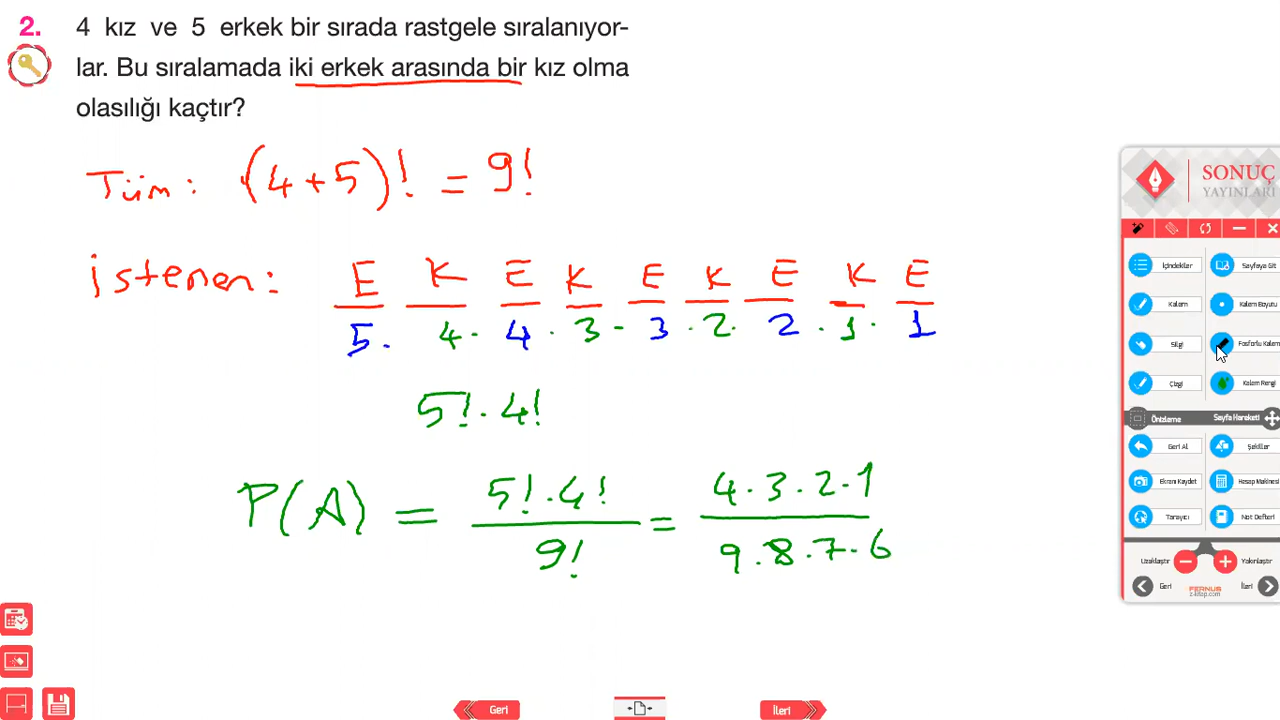 2. 4 kız ve 5 erkek bir sırada rastgele sıralanıyor-
lar. Bu sıralamada iki erkek arasında bir kız olma
olasılığı kaçtır?
Tüm: (4+5)! = 9!
istenen: E K E K E K E K E
5. 4. 4 . 3 - 3 . 2. 2 . 1 . 1
5! . 4!
P(A) = 5! . 4! / 9! = 4 . 3 . 2 . 1 / 9 . 8 . 7 . 6
SONUÇ
YAYINLARI
İçindekiler
Sayfaya Git
Kalem
Kalem Boyutu
Silgi
Fosforlu Kalem
Çizgi
Kalem Rengi
Önizleme
Sayfa Hareketi
Geri Al
Şekiller
Ekranı Kaydet
Hesap Makinesi
Tarayıcı
Not Defteri
Uzaklaştır
Yakınlaştır
Geri
FERNUS
z-kitap.com
İleri
Geri
İleri